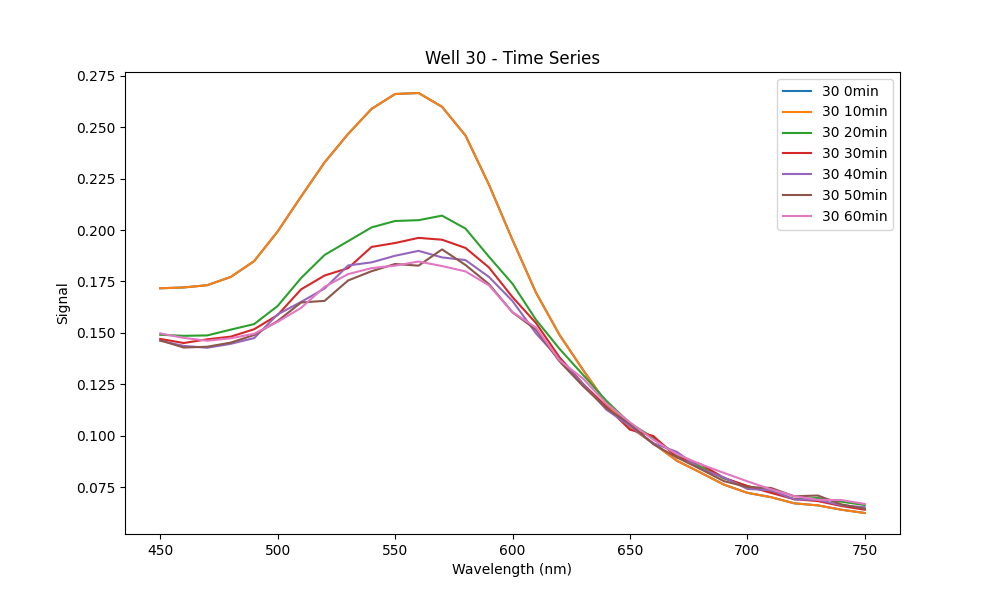 Well 30 - Time Series
0.275
0.250
0.225
0.200
0.175
0.150
0.125
0.100
0.075
Signal
30 0min
30 10min
30 20min
30 30min
30 40min
30 50min
30 60min
450 500 550 600 650 700 750
Wavelength (nm)